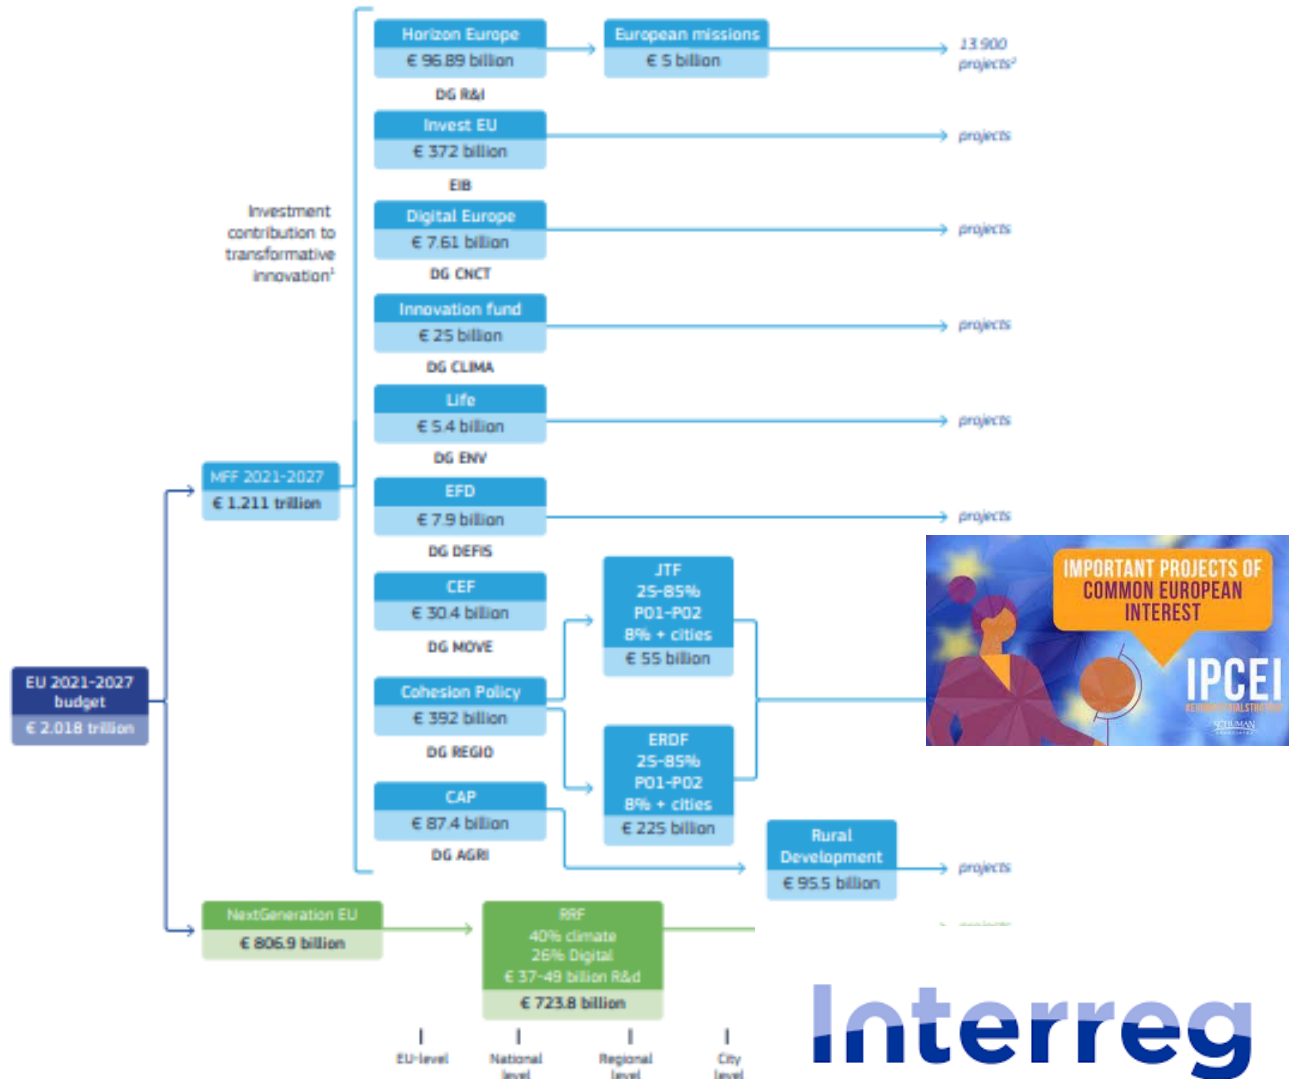 Horizon Europe
€ 96.89 billion
DG R&I
European missions
€ 5 billion
13.900
projects²
Invest EU
€ 372 billion
EIB
projects
Investment
contribution to
transformative
innovation¹
Digital Europe
€ 7.61 billion
DG CNCT
projects
Innovation fund
€ 25 billion
DG CLIMA
projects
Life
€ 5.4 billion
DG ENV
projects
MFF 2021-2027
€ 1.211 trillion
EFD
€ 7.9 billion
DG DEFIS
projects
CEF
€ 30.4 billion
DG MOVE
JTF
25-85%
PO1-PO2
8% + cities
€ 55 billion
IMPORTANT PROJECTS OF
COMMON EUROPEAN
INTEREST
IPCEI
SCHUMAN
ASSOCIATES
EU 2021-2027
budget
€ 2.018 trillion
Cohesion Policy
€ 392 billion
DG REGIO
ERDF
25-85%
PO1-PO2
8% + cities
€ 225 billion
CAP
€ 87.4 billion
DG AGRI
Rural
Development
€ 95.5 billion
projects
NextGeneration EU
€ 806.9 billion
RRF
40% climate
26% Digital
€ 37-49 billion R&d
€ 723.8 billion
EU-level
National
level
Regional
level
City
level
Interreg